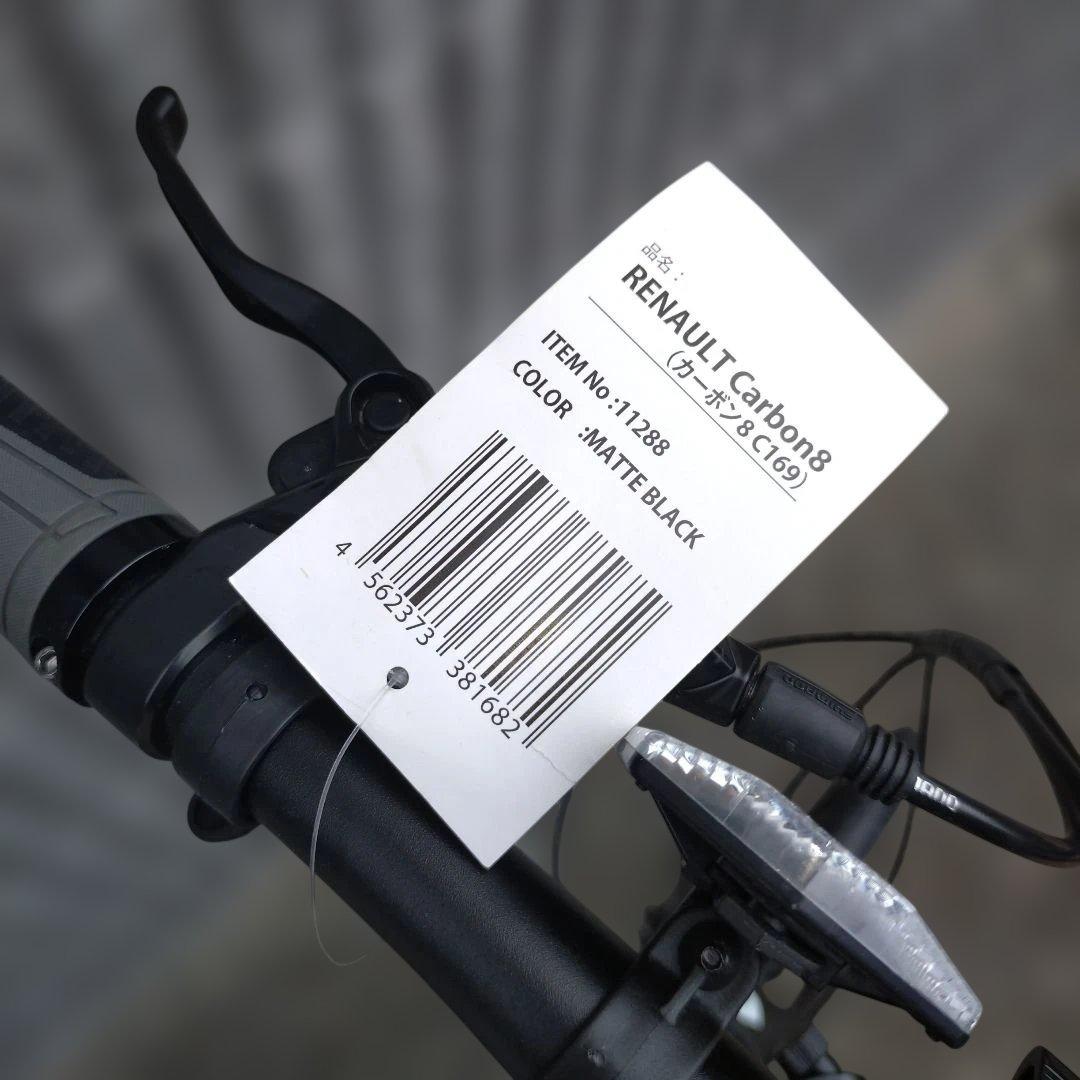 品名：
RENAULT Carbon8
（カーボン8 C169）
ITEM No :11288
COLOR :MATTE BLACK
4 562373 381682